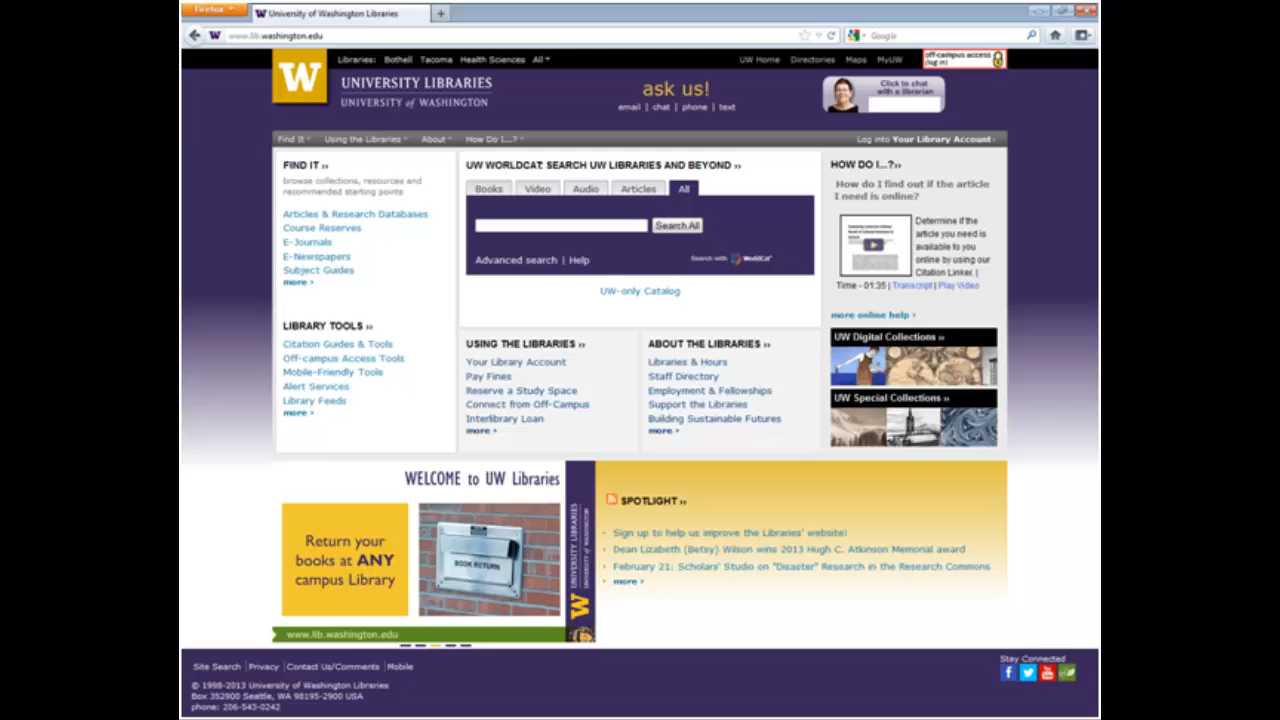 Firefox
University of Washington Libraries
www.lib.washington.edu
Google
Libraries: Bothell Tacoma Health Sciences All
UW Home Directories Maps MyUW
off-campus access
(log in)
W
UNIVERSITY LIBRARIES
UNIVERSITY of WASHINGTON
ask us!
email | chat | phone | text
Click to chat
with a librarian
Find It Using the Libraries About How Do I...?
Log into Your Library Account
FIND IT ››
browse collections, resources and
recommended starting points
Articles & Research Databases
Course Reserves
E-Journals
E-Newspapers
Subject Guides
more ›
LIBRARY TOOLS ››
Citation Guides & Tools
Off-campus Access Tools
Mobile-Friendly Tools
Alert Services
Library Feeds
more ›
UW WORLDCAT: SEARCH UW LIBRARIES AND BEYOND ››
Books Video Audio Articles All
Search All
Advanced search | Help
Search with WorldCat®
UW-only Catalog
USING THE LIBRARIES ››
Your Library Account
Pay Fines
Reserve a Study Space
Connect from Off-Campus
Interlibrary Loan
more ›
ABOUT THE LIBRARIES ››
Libraries & Hours
Staff Directory
Employment & Fellowships
Support the Libraries
Building Sustainable Futures
more ›
HOW DO I...?››
How do I find out if the article
I need is online?
Determine if the
article you need is
available to you
online by using our
Citation Linker. |
Time - 01:35 | Transcript | Play Video
more online help ›
UW Digital Collections ››
UW Special Collections ››
WELCOME to UW Libraries
Return your
books at ANY
campus Library
BOOK RETURN
UNIVERSITY LIBRARIES
UNIVERSITY of WASHINGTON
W
www.lib.washington.edu
SPOTLIGHT ››
Sign up to help us improve the Libraries' website!
Dean Lizabeth (Betsy) Wilson wins 2013 Hugh C. Atkinson Memorial award
February 21: Scholars' Studio on "Disaster" Research in the Research Commons
more ›
Site Search | Privacy | Contact Us/Comments | Mobile
© 1998-2013 University of Washington Libraries
Box 352900 Seattle, WA 98195-2900 USA
phone: 206-543-0242
Stay Connected